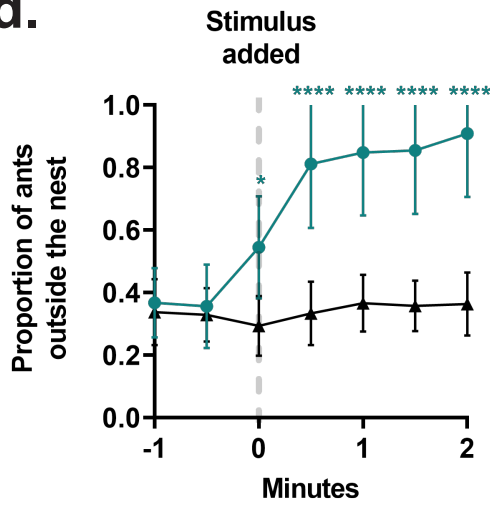 d.
Stimulus
added
**** **** **** ****
*
1.0
0.8
0.6
0.4
0.2
0.0
Proportion of ants
outside the nest
-1 0 1 2
Minutes